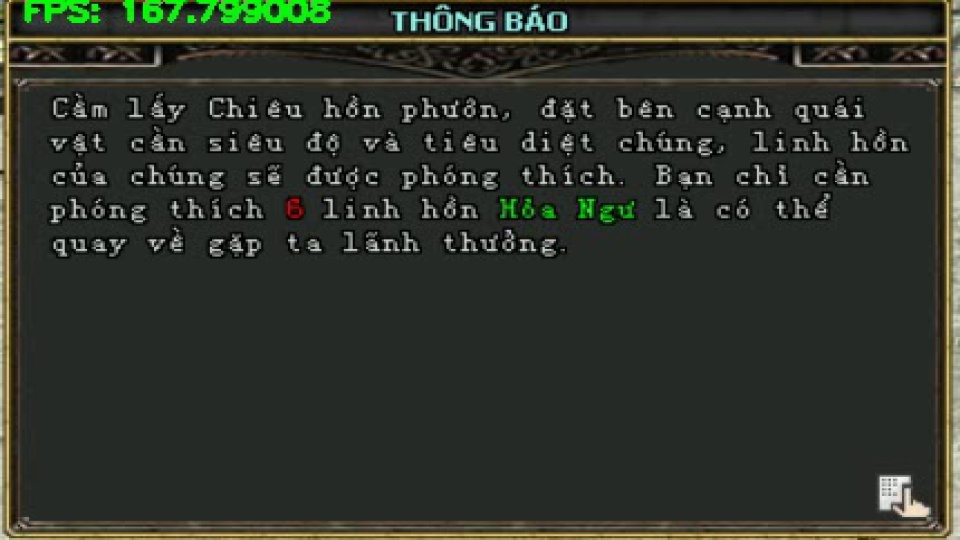 FPS: 167.799008
THÔNG BÁO
Cầm lấy Chiêu hồn phướn, đặt bên cạnh quái
vật cần siêu độ và tiêu diệt chúng, linh hồn
của chúng sẽ được phóng thích. Bạn chỉ cần
phóng thích 6 linh hồn Hỏa Ngư là có thể
quay về gặp ta lãnh thưởng.